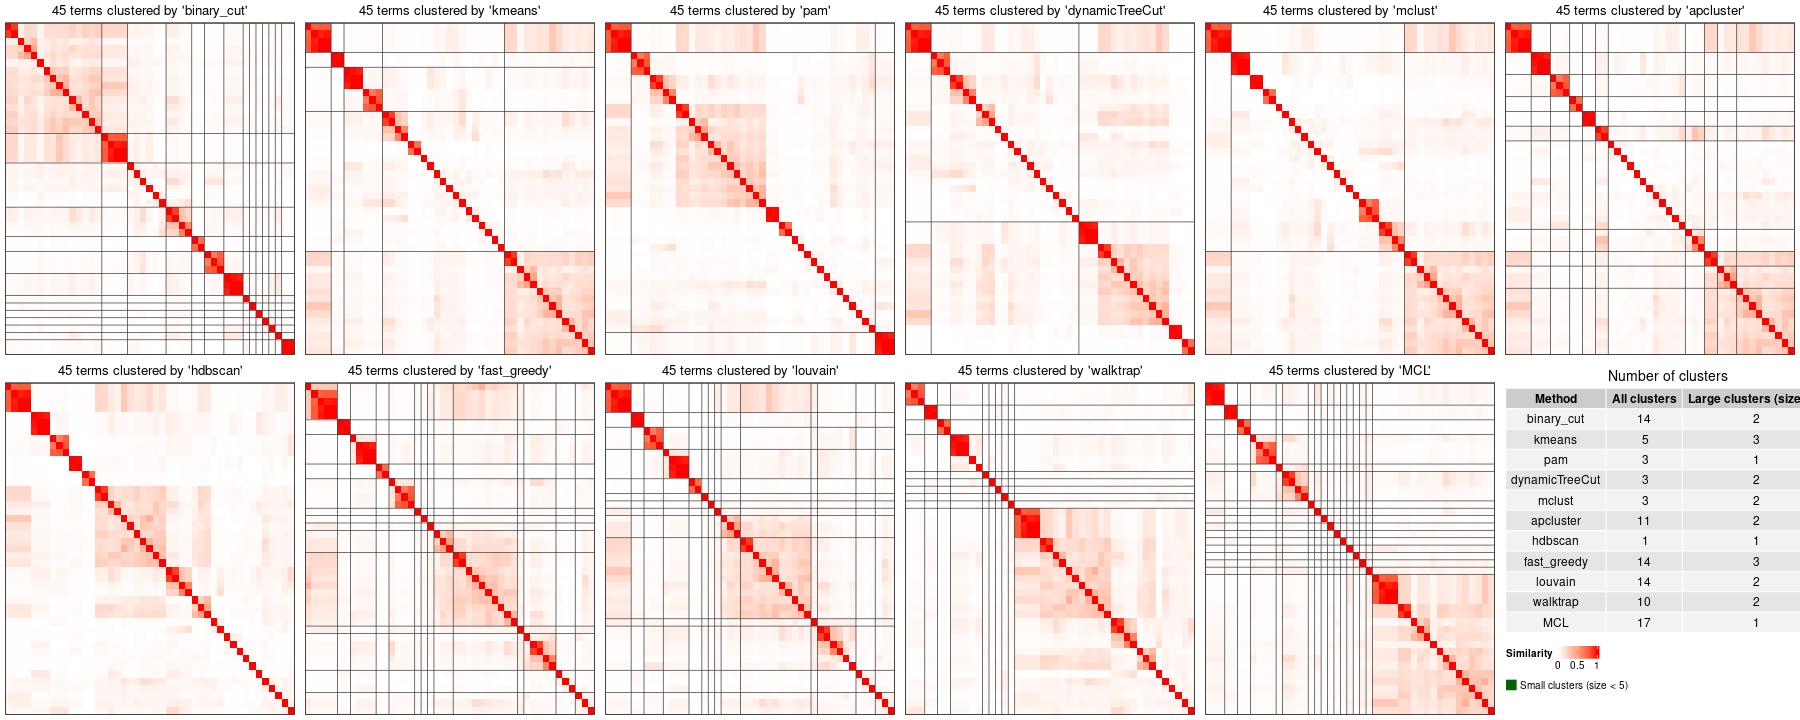 45 terms clustered by 'binary_cut'
45 terms clustered by 'kmeans'
45 terms clustered by 'pam'
45 terms clustered by 'dynamicTreeCut'
45 terms clustered by 'mclust'
45 terms clustered by 'apcluster'
45 terms clustered by 'hdbscan'
45 terms clustered by 'fast_greedy'
45 terms clustered by 'louvain'
45 terms clustered by 'walktrap'
45 terms clustered by 'MCL'
Number of clusters
Method All clusters Large clusters (size
binary_cut 14 2
kmeans 5 3
pam 3 1
dynamicTreeCut 3 2
mclust 3 2
apcluster 11 2
hdbscan 1 1
fast_greedy 14 3
louvain 14 2
walktrap 10 2
MCL 17 1
Similarity
0 0.5 1
Small clusters (size < 5)